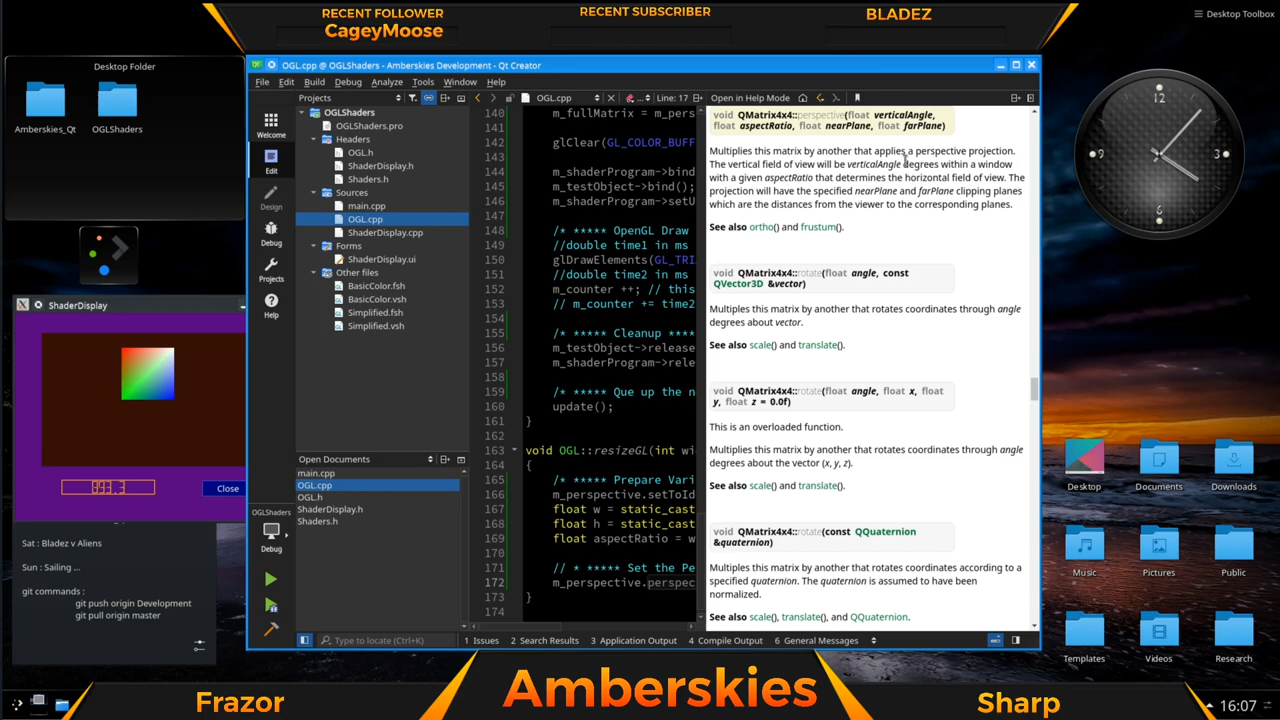 RECENT FOLLOWER
CageyMoose
RECENT SUBSCRIBER
BLADEZ
Desktop Toolbox
Desktop Folder
Amberskies_Qt
OGLShaders
OGL.cpp @ OGLShaders - Amberskies Development - Qt Creator
File Edit Build Debug Analyze Tools Window Help
Projects
OGL.cpp
Line: 17
Open in Help Mode
Welcome
Edit
Design
Debug
Projects
Help
OGLShaders
OGLShaders.pro
Headers
OGL.h
ShaderDisplay.h
Shaders.h
Sources
main.cpp
OGL.cpp
ShaderDisplay.cpp
Forms
ShaderDisplay.ui
Other files
BasicColor.fsh
BasicColor.vsh
Simplified.fsh
Simplified.vsh
Open Documents
main.cpp
OGL.cpp
OGL.h
ShaderDisplay.h
Shaders.h
OGLShaders
Debug
140 m_fullMatrix = m_pers
141
142 glClear(GL_COLOR_BUFF
143
144 m_shaderProgram->bind
145 m_testObject->bind();
146 m_shaderProgram->setU
147
148 /* ***** OpenGL Draw
149 //double time1 in ms
150 glDrawElements(GL_TRI
151 //double time2 in ms
152 m_counter ++; // this
153 // m_counter += time2
154
155 /* ***** Cleanup ****
156 m_testObject->release
157 m_shaderProgram->rele
158
159 /* ***** Que up the n
160 update();
161 }
162
163 void OGL::resizeGL(int wi
164 {
165 /* ***** Prepare Vari
166 m_perspective.setToId
167 float w = static_cast
168 float h = static_cast
169 float aspectRatio = w
170
171 // * ***** Set the Pe
172 m_perspective.perspec
173 }
174
void QMatrix4x4::perspective(float verticalAngle,
float aspectRatio, float nearPlane, float farPlane)
Multiplies this matrix by another that applies a perspective projection.
The vertical field of view will be verticalAngle degrees within a window
with a given aspectRatio that determines the horizontal field of view. The
projection will have the specified nearPlane and farPlane clipping planes
which are the distances from the viewer to the corresponding planes.
See also ortho() and frustum().
void QMatrix4x4::rotate(float angle, const
QVector3D &vector)
Multiplies this matrix by another that rotates coordinates through angle
degrees about vector.
See also scale() and translate().
void QMatrix4x4::rotate(float angle, float x, float
y, float z = 0.0f)
This is an overloaded function.
Multiplies this matrix by another that rotates coordinates through angle
degrees about the vector (x, y, z).
See also scale() and translate().
void QMatrix4x4::rotate(const QQuaternion
&quaternion)
Multiplies this matrix by another that rotates coordinates according to a
specified quaternion. The quaternion is assumed to have been
normalized.
See also scale(), translate(), and QQuaternion.
Type to locate (Ctrl+K)
1 Issues 2 Search Results 3 Application Output 4 Compile Output 6 General Messages
ShaderDisplay
Close
Sat : Bladez v Aliens
Sun : Sailing ...
git commands :
git push origin Development
git pull origin master
12
3
6
9
Desktop
Documents
Downloads
Music
Pictures
Public
Templates
Videos
Research
Frazor
Amberskies
Sharp
16:07